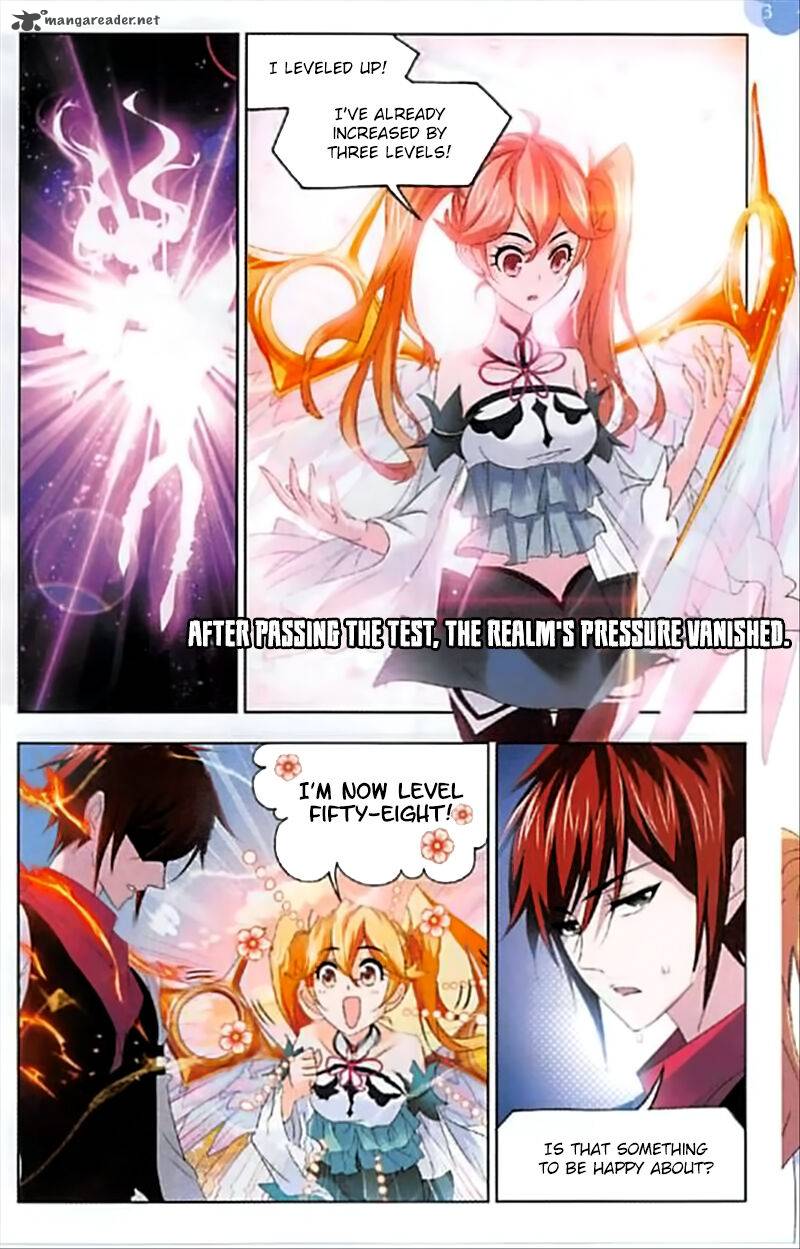 mangareader.net
3
I LEVELED UP!
I'VE ALREADY
INCREASED BY
THREE LEVELS!
AFTER PASSING THE TEST, THE REALM'S PRESSURE VANISHED.
I'M NOW LEVEL
FIFTY-EIGHT!
IS THAT SOMETHING
TO BE HAPPY ABOUT?